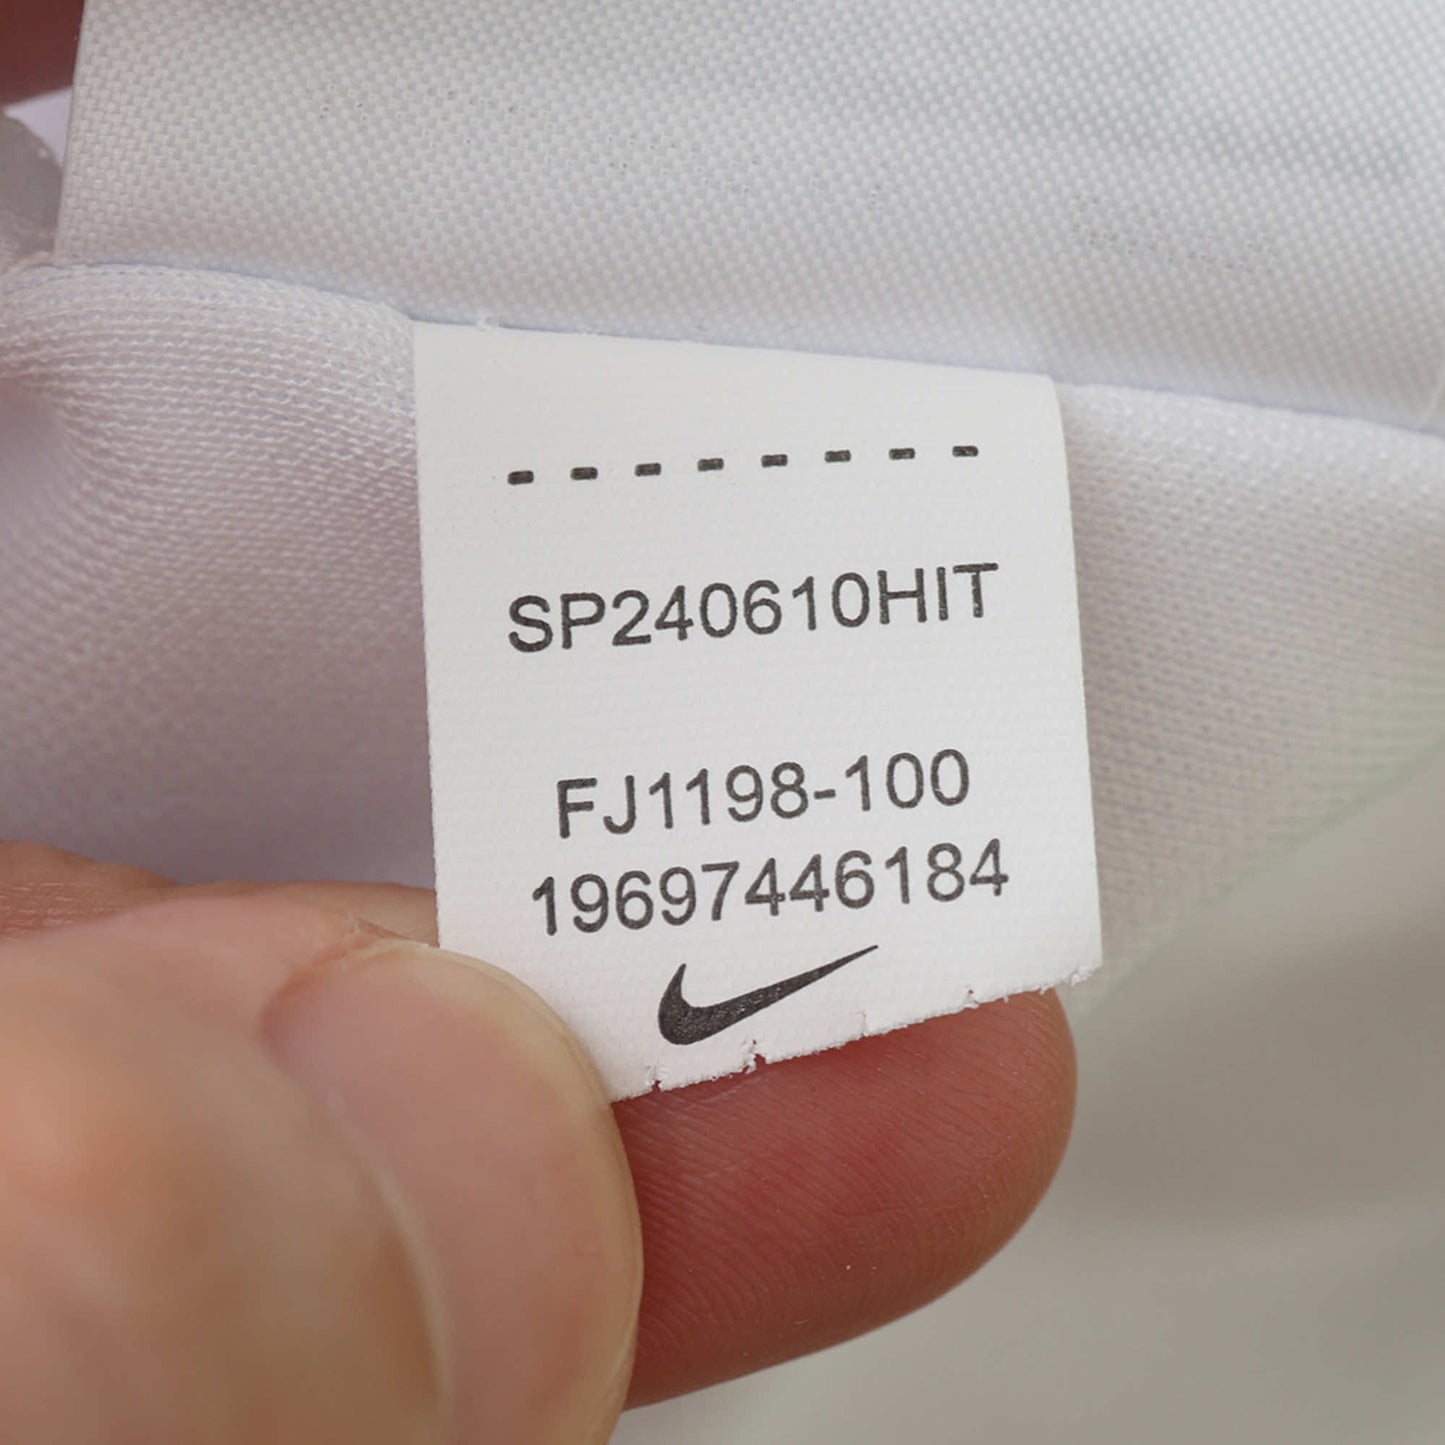 --------
SP240610HIT
FJ1198-100
19697446184